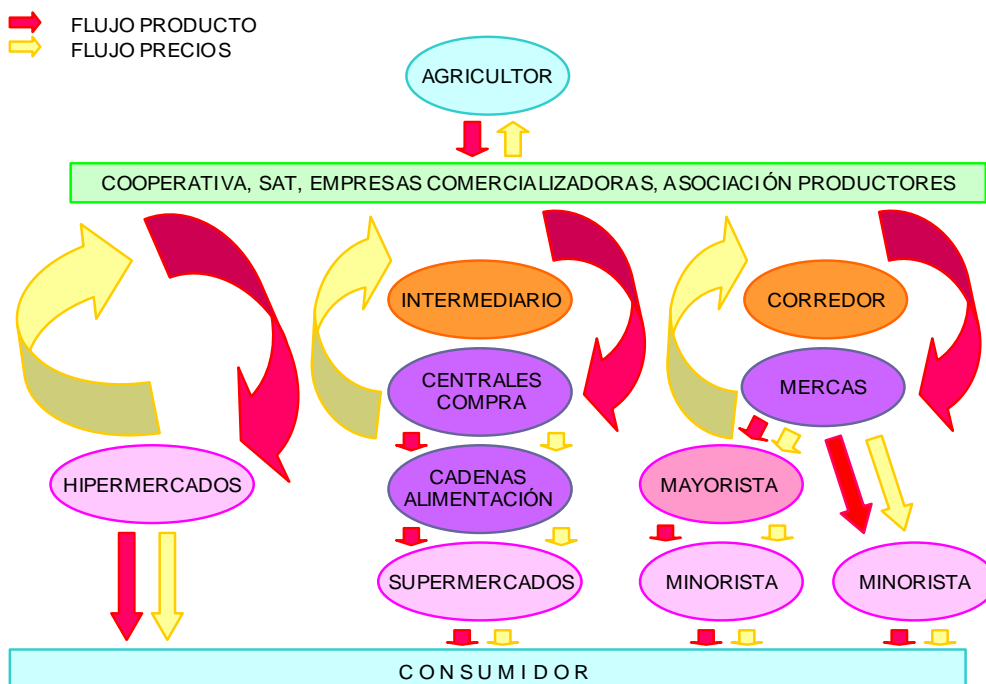 FLUJO PRODUCTO
FLUJO PRECIOS
AGRICULTOR
COOPERATIVA, SAT, EMPRESAS COMERCIALIZADORAS, ASOCIACIÓN PRODUCTORES
INTERMEDIARIO
CORREDOR
CENTRALES
COMPRA
MERCAS
HIPERMERCADOS
CADENAS
ALIMENTACIÓN
MAYORISTA
SUPERMERCADOS
MINORISTA
MINORISTA
CONSUMIDOR